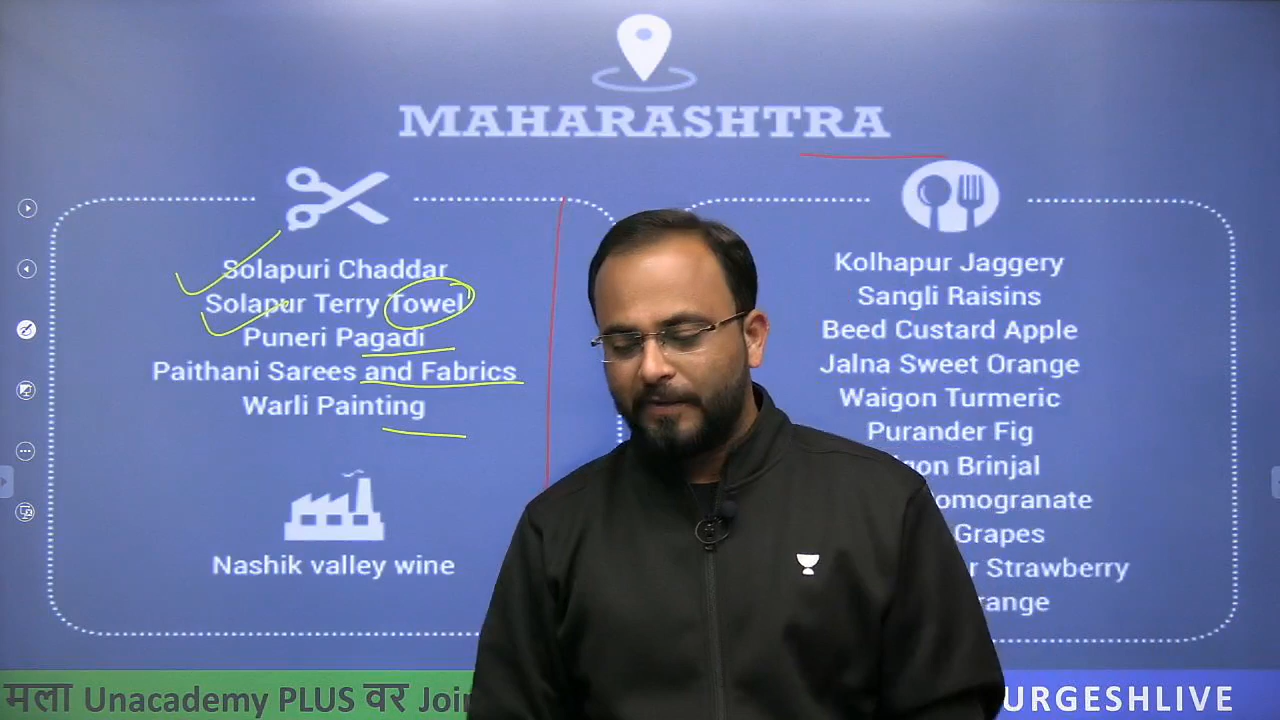 MAHARASHTRA
Solapuri Chaddar
Solapur Terry Towel
Puneri Pagadi
Paithani Sarees and Fabrics
Warli Painting
Nashik valley wine
Kolhapur Jaggery
Sangli Raisins
Beed Custard Apple
Jalna Sweet Orange
Waigon Turmeric
Purander Fig
Brinjal
Grapes
Strawberry
मला Unacademy PLUS वर Join
URGESHLIVE